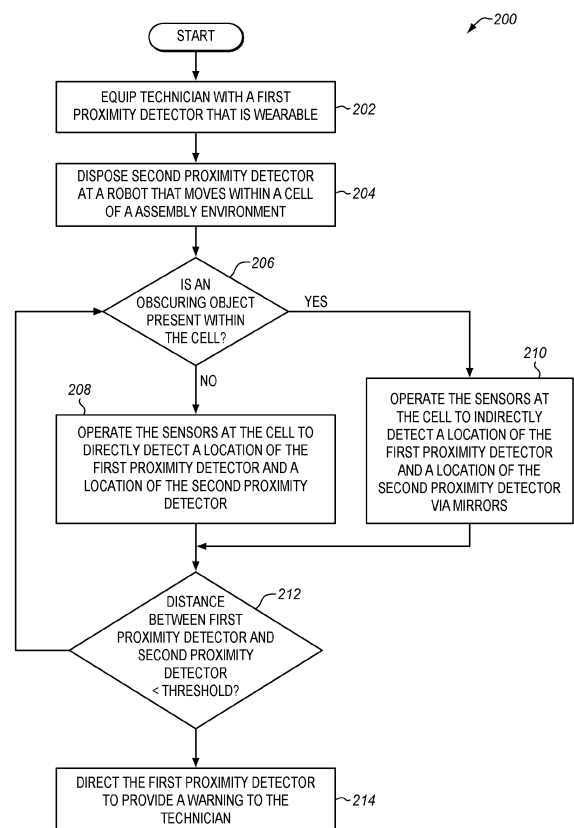 200
START
EQUIP TECHNICIAN WITH A FIRST
PROXIMITY DETECTOR THAT IS WEARABLE
202
DISPOSE SECOND PROXIMITY DETECTOR
AT A ROBOT THAT MOVES WITHIN A CELL
OF A ASSEMBLY ENVIRONMENT
204
206
IS AN
OBSCURING OBJECT
PRESENT WITHIN
THE CELL?
YES
NO
208
OPERATE THE SENSORS AT THE CELL TO
DIRECTLY DETECT A LOCATION OF THE
FIRST PROXIMITY DETECTOR AND A
LOCATION OF THE SECOND PROXIMITY
DETECTOR
210
OPERATE THE SENSORS AT
THE CELL TO INDIRECTLY
DETECT A LOCATION OF THE
FIRST PROXIMITY DETECTOR
AND A LOCATION OF THE
SECOND PROXIMITY DETECTOR
VIA MIRRORS
212
DISTANCE
BETWEEN FIRST
PROXIMITY DETECTOR AND
SECOND PROXIMITY
DETECTOR
< THRESHOLD?
DIRECT THE FIRST PROXIMITY DETECTOR
TO PROVIDE A WARNING TO THE
TECHNICIAN
214